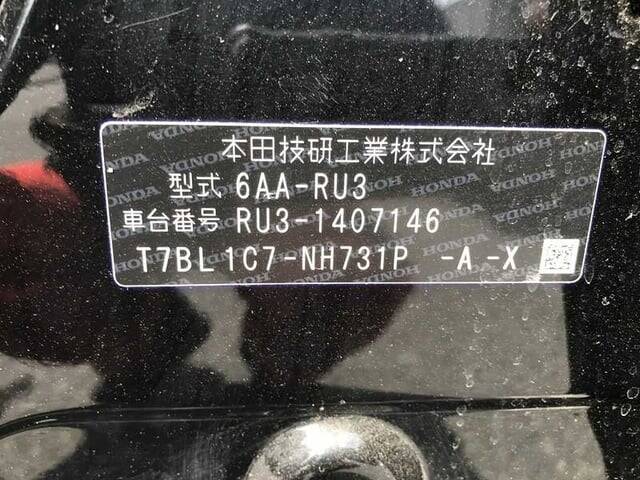 本田技研工業株式会社
型式 6AA-RU3
車台番号 RU3-1407146
T7BL1C7-NH731P -A -X